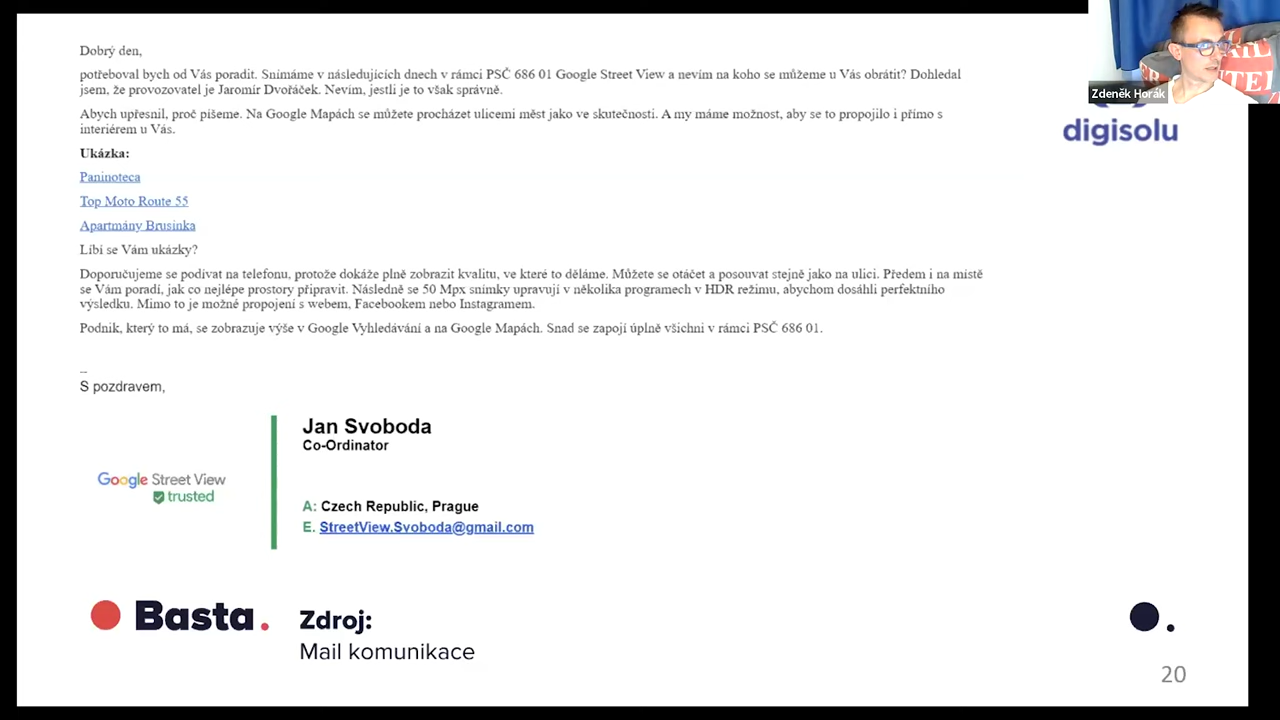 Dobrý den,
potřeboval bych od Vás poradit. Snímáme v následujících dnech v rámci PSČ 686 01 Google Street View a nevím na koho se můžeme u Vás obrátit? Dohledal
jsem, že provozovatel je Jaromír Dvořáček. Nevím, jestli je to však správně.
Abych upřesnil, proč píšeme. Na Google Mapách se můžete procházet ulicemi měst jako ve skutečnosti. A my máme možnost, aby se to propojilo i přímo s
interiérem u Vás.
Ukázka:
Paninoteca
Top Moto Route 55
Apartmány Brusinka
Líbí se Vám ukázky?
Doporučujeme se podívat na telefonu, protože dokáže plně zobrazit kvalitu, ve které to děláme. Můžete se otáčet a posouvat stejně jako na ulici. Předem i na místě
se Vám poradí, jak co nejlépe prostory připravit. Následně se 50 Mpx snímky upravují v několika programech v HDR režimu, abychom dosáhli perfektního
výsledku. Mimo to je možné propojení s webem, Facebookem nebo Instagramem.
Podnik, který to má, se zobrazuje výše v Google Vyhledávání a na Google Mapách. Snad se zapojí úplně všichni v rámci PSČ 686 01.
--
S pozdravem,
Jan Svoboda
Co-Ordinator
Google Street View
trusted
A: Czech Republic, Prague
E. StreetView.Svoboda@gmail.com
Basta.
Zdroj:
Mail komunikace
20
Zdeněk Horák
digisolu